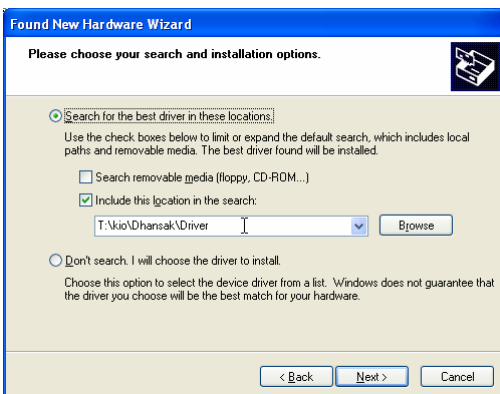 Found New Hardware Wizard
Please choose your search and installation options.
Search for the best driver in these locations.
Use the check boxes below to limit or expand the default search, which includes local
paths and removable media. The best driver found will be installed.
Search removable media (floppy, CD-ROM...)
Include this location in the search:
T:\kio\Dhansak\Driver
Browse
Don't search. I will choose the driver to install.
Choose this option to select the device driver from a list. Windows does not guarantee that
the driver you choose will be the best match for your hardware.
< Back
Next >
Cancel